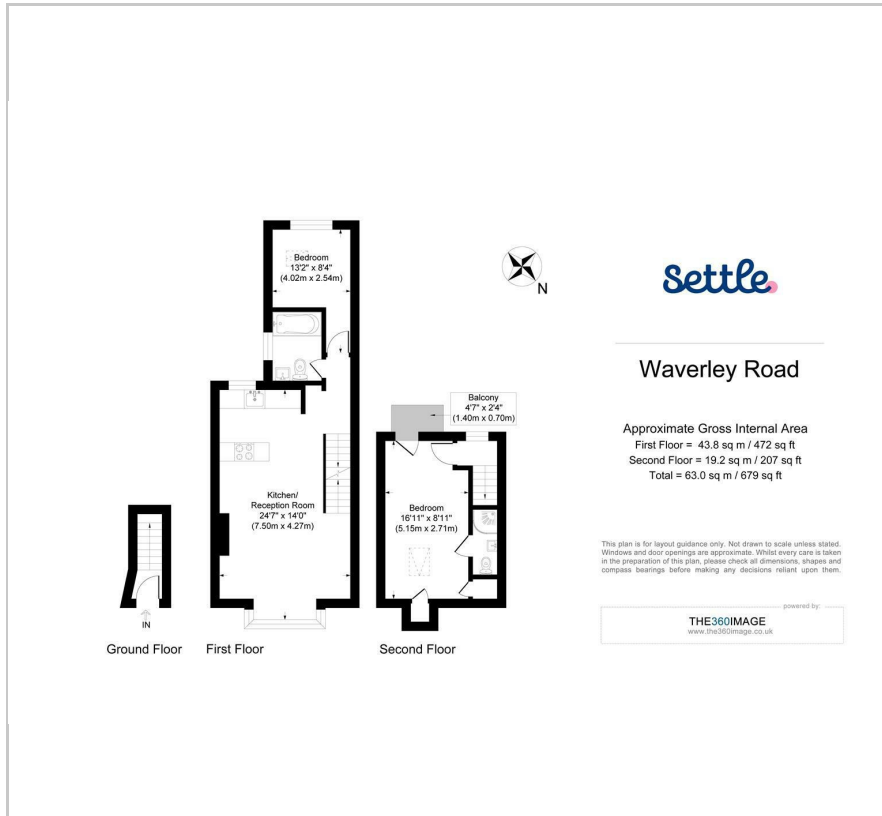 Bedroom
13'2" x 8'4"
(4.02m x 2.54m)
N
Settle
Waverley Road
Balcony
4'7" x 2'4"
(1.40m x 0.70m)
Approximate Gross Internal Area
First Floor = 43.8 sq m / 472 sq ft
Second Floor = 19.2 sq m / 207 sq ft
Total = 63.0 sq m / 679 sq ft
Kitchen/
Reception Room
24'7" x 14'0"
(7.50m x 4.27m)
Bedroom
16'11" x 8'11"
(5.15m x 2.71m)
This plan is for layout guidance only. Not drawn to scale unless stated.
Windows and door openings are approximate. Whilst every care is taken
in the preparation of this plan, please check all dimensions, shapes and
compass bearings before making any decisions reliant upon them.
powered by:
THE360IMAGE
www.the360image.co.uk
IN
Ground Floor
First Floor
Second Floor